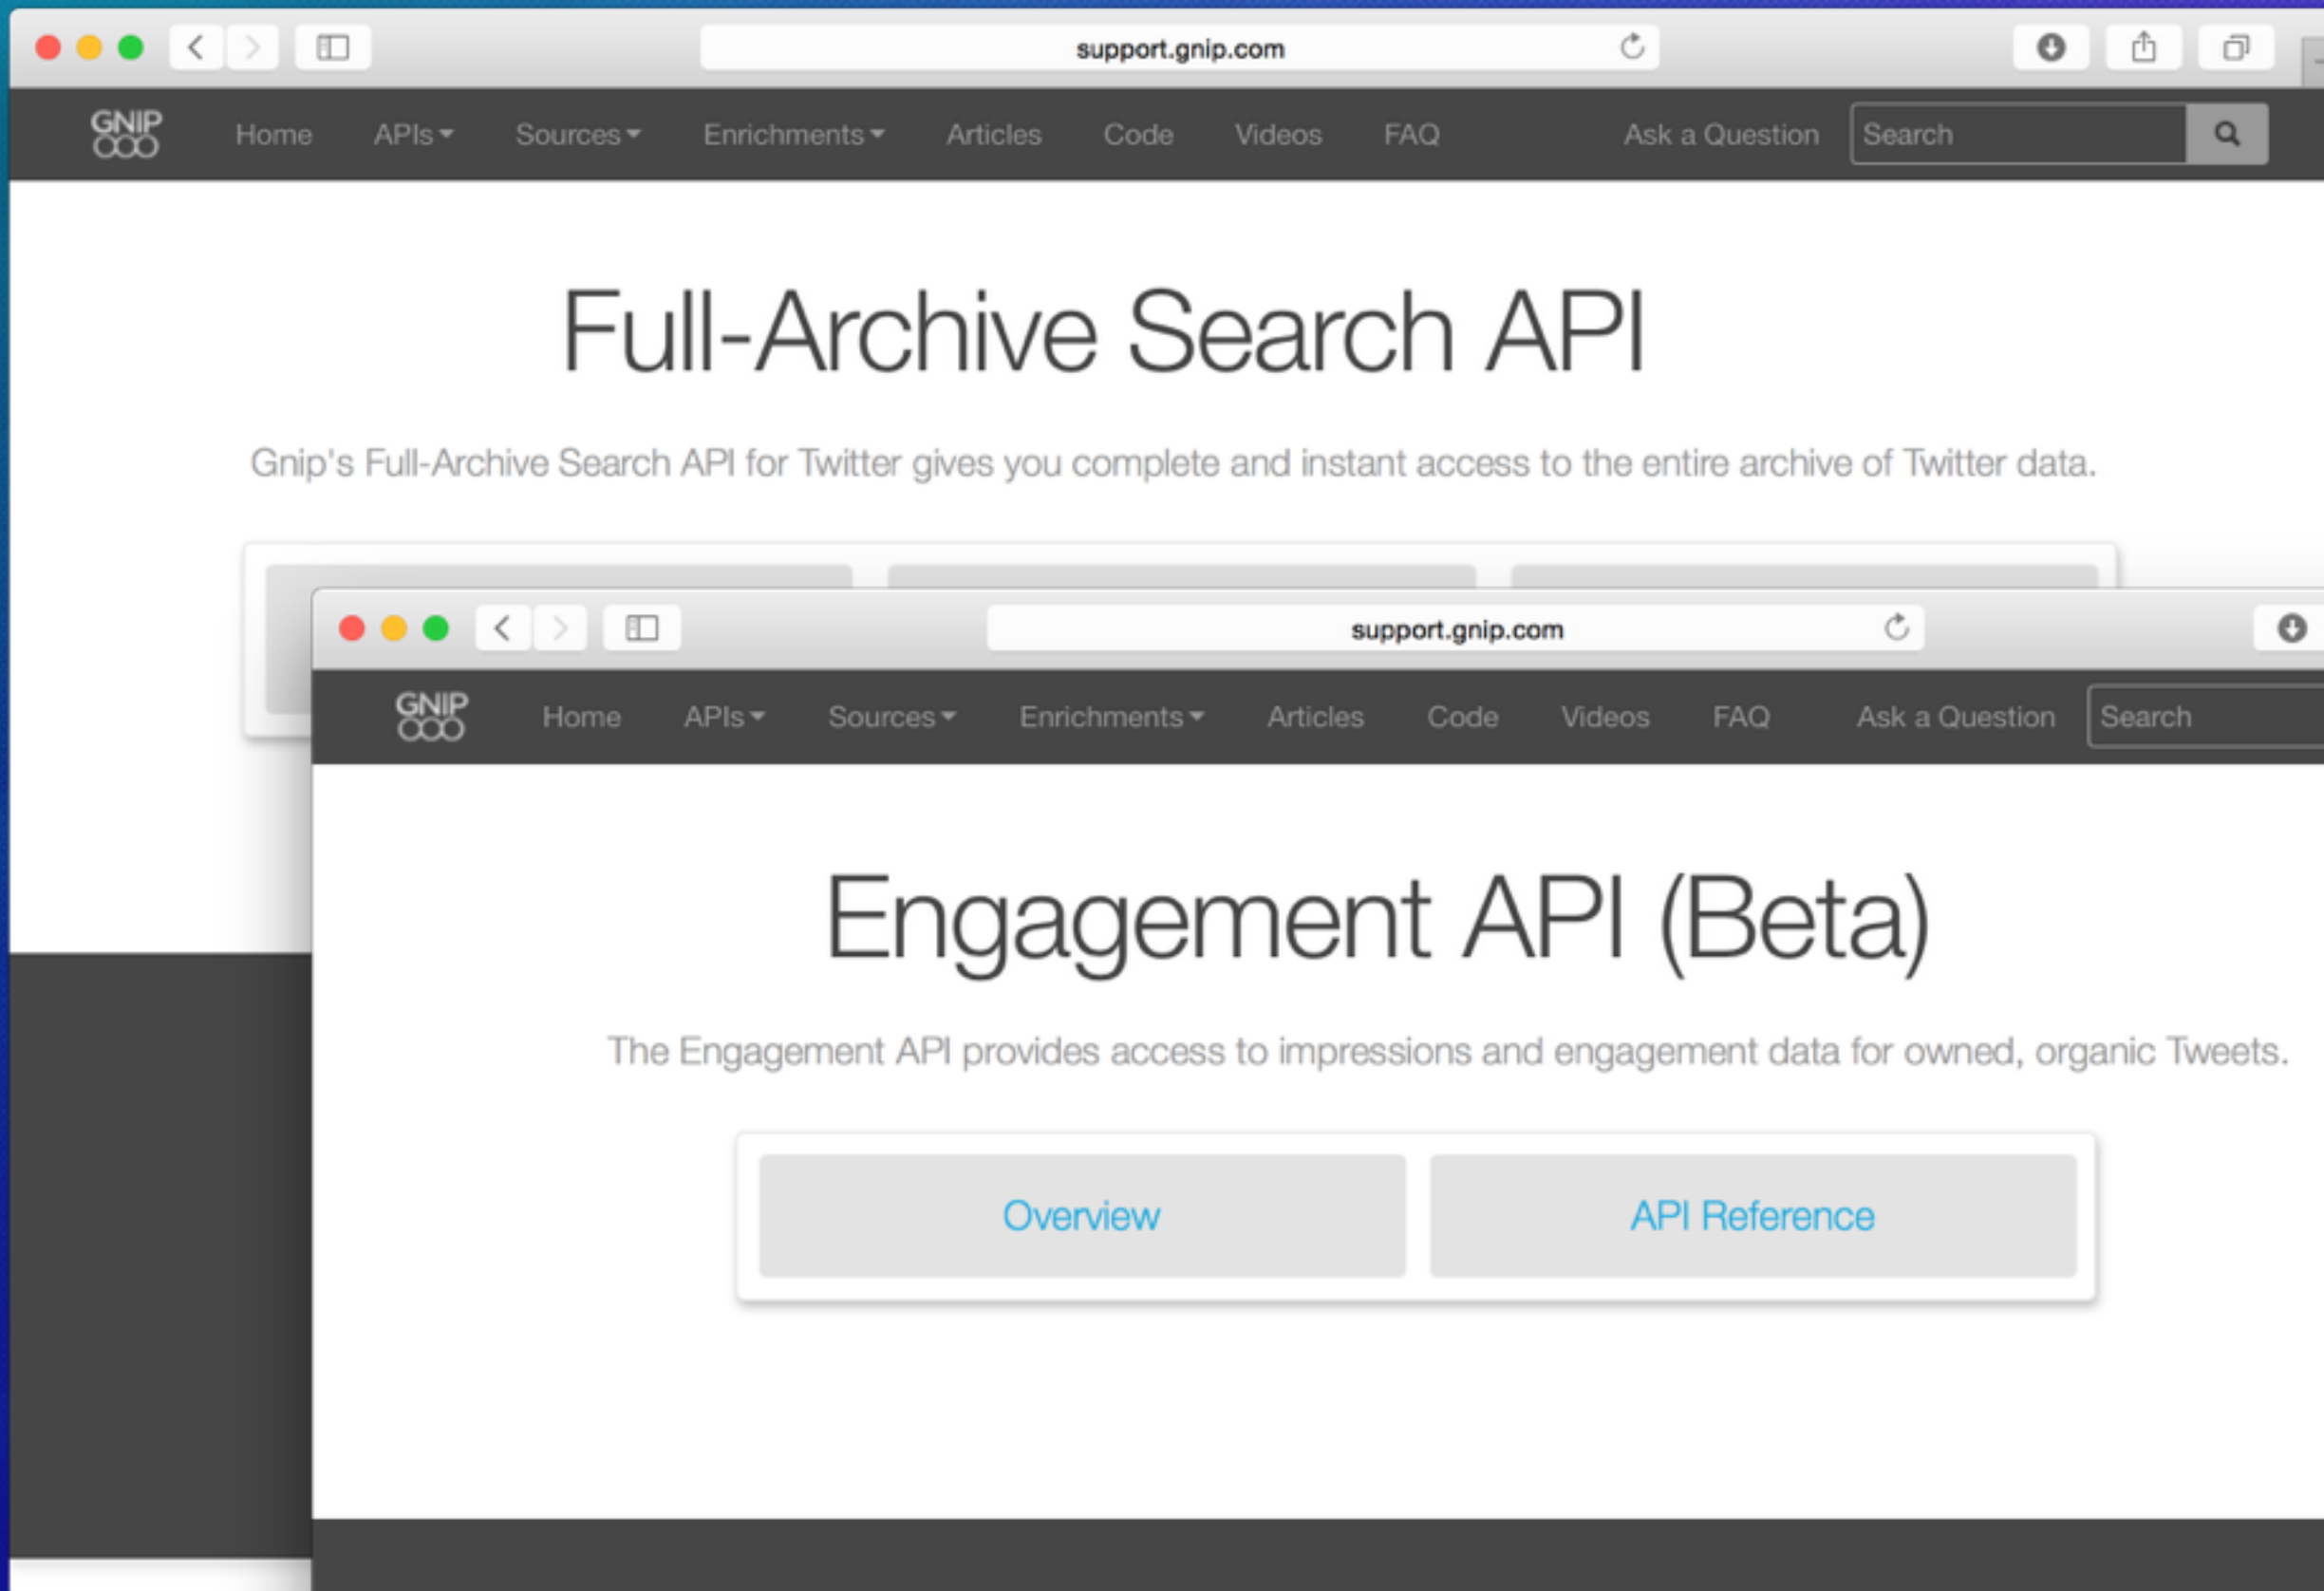 support.gnip.com
GNIP Home APIs Sources Enrichments Articles Code Videos FAQ Ask a Question Search
Full-Archive Search API
Gnip's Full-Archive Search API for Twitter gives you complete and instant access to the entire archive of Twitter data.
support.gnip.com
GNIP Home APIs Sources Enrichments Articles Code Videos FAQ Ask a Question Search
Engagement API (Beta)
The Engagement API provides access to impressions and engagement data for owned, organic Tweets.
Overview API Reference